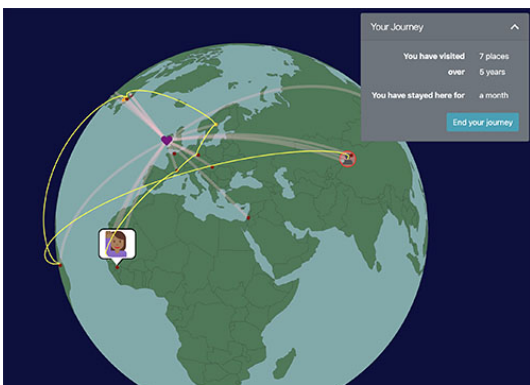 Your Journey
You have visited 7 places
over 5 years
You have stayed here for a month
End your journey